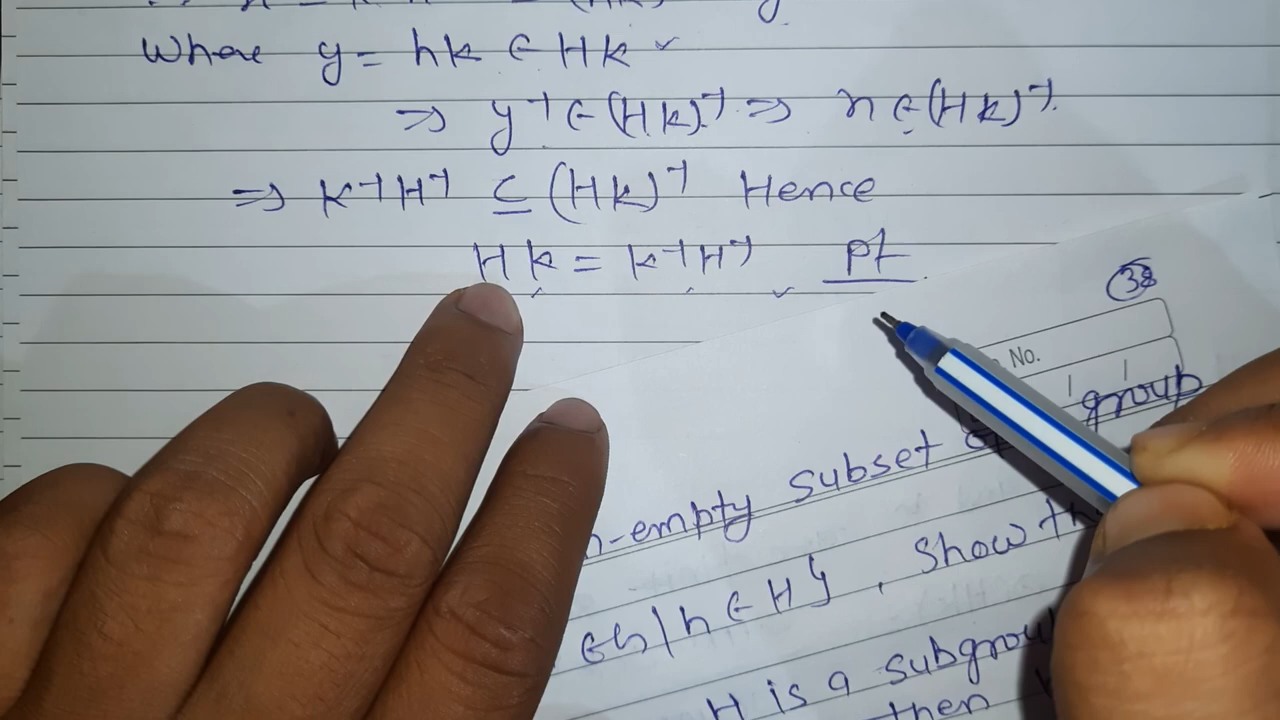 Where y = hk ∈ Hk ✓
⇒ y⁻¹ ∈ (Hk)⁻¹ ⇒ x ∈ (Hk)⁻¹.
⇒ k⁻¹H⁻¹ ⊆ (Hk)⁻¹ Hence
Hk = k⁻¹H⁻¹ Pf
38
No.
n-empty subset group
h ∈ H}, show th
H is a subgrou
then